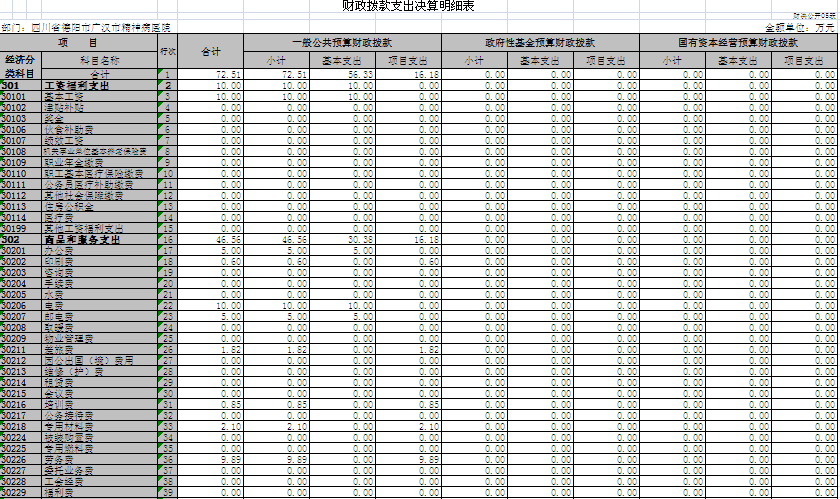 财政拨款支出决算明细表
财决公开05表
部门：四川省德阳市广汉市精神病医院 金额单位：万元
项 目 行次 合计 一般公共预算财政拨款 政府性基金预算财政拨款 国有资本经营预算财政拨款
经济分类科目 科目名称 小计 基本支出 项目支出 小计 基本支出 项目支出 小计 基本支出 项目支出
合计 1 72.51 72.51 56.33 16.18 0.00 0.00 0.00 0.00 0.00 0.00
301 工资福利支出 2 10.00 10.00 10.00 0.00 0.00 0.00 0.00 0.00 0.00 0.00
30101 基本工资 3 10.00 10.00 10.00 0.00 0.00 0.00 0.00 0.00 0.00 0.00
30102 津贴补贴 4 0.00 0.00 0.00 0.00 0.00 0.00 0.00 0.00 0.00 0.00
30103 奖金 5 0.00 0.00 0.00 0.00 0.00 0.00 0.00 0.00 0.00 0.00
30106 伙食补助费 6 0.00 0.00 0.00 0.00 0.00 0.00 0.00 0.00 0.00 0.00
30107 绩效工资 7 0.00 0.00 0.00 0.00 0.00 0.00 0.00 0.00 0.00 0.00
30108 机关事业单位基本养老保险费 8 0.00 0.00 0.00 0.00 0.00 0.00 0.00 0.00 0.00 0.00
30109 职业年金缴费 9 0.00 0.00 0.00 0.00 0.00 0.00 0.00 0.00 0.00 0.00
30110 职工基本医疗保险缴费 10 0.00 0.00 0.00 0.00 0.00 0.00 0.00 0.00 0.00 0.00
30111 公务员医疗补助缴费 11 0.00 0.00 0.00 0.00 0.00 0.00 0.00 0.00 0.00 0.00
30112 其他社会保障缴费 12 0.00 0.00 0.00 0.00 0.00 0.00 0.00 0.00 0.00 0.00
30113 住房公积金 13 0.00 0.00 0.00 0.00 0.00 0.00 0.00 0.00 0.00 0.00
30114 医疗费 14 0.00 0.00 0.00 0.00 0.00 0.00 0.00 0.00 0.00 0.00
30199 其他工资福利支出 15 0.00 0.00 0.00 0.00 0.00 0.00 0.00 0.00 0.00 0.00
302 商品和服务支出 16 46.56 46.56 30.38 16.18 0.00 0.00 0.00 0.00 0.00 0.00
30201 办公费 17 5.00 5.00 5.00 0.00 0.00 0.00 0.00 0.00 0.00 0.00
30202 印刷费 18 0.60 0.60 0.00 0.60 0.00 0.00 0.00 0.00 0.00 0.00
30203 咨询费 19 0.00 0.00 0.00 0.00 0.00 0.00 0.00 0.00 0.00 0.00
30204 手续费 20 0.00 0.00 0.00 0.00 0.00 0.00 0.00 0.00 0.00 0.00
30205 水费 21 0.00 0.00 0.00 0.00 0.00 0.00 0.00 0.00 0.00 0.00
30206 电费 22 10.00 10.00 10.00 0.00 0.00 0.00 0.00 0.00 0.00 0.00
30207 邮电费 23 5.00 5.00 5.00 0.00 0.00 0.00 0.00 0.00 0.00 0.00
30208 取暖费 24 0.00 0.00 0.00 0.00 0.00 0.00 0.00 0.00 0.00 0.00
30209 物业管理费 25 0.00 0.00 0.00 0.00 0.00 0.00 0.00 0.00 0.00 0.00
30211 差旅费 26 1.82 1.82 0.00 1.82 0.00 0.00 0.00 0.00 0.00 0.00
30212 因公出国（境）费用 27 0.00 0.00 0.00 0.00 0.00 0.00 0.00 0.00 0.00 0.00
30213 维修（护）费 28 0.00 0.00 0.00 0.00 0.00 0.00 0.00 0.00 0.00 0.00
30214 租赁费 29 0.00 0.00 0.00 0.00 0.00 0.00 0.00 0.00 0.00 0.00
30215 会议费 30 0.00 0.00 0.00 0.00 0.00 0.00 0.00 0.00 0.00 0.00
30216 培训费 31 0.85 0.85 0.00 0.85 0.00 0.00 0.00 0.00 0.00 0.00
30217 公务接待费 32 0.00 0.00 0.00 0.00 0.00 0.00 0.00 0.00 0.00 0.00
30218 专用材料费 33 2.10 2.10 0.00 2.10 0.00 0.00 0.00 0.00 0.00 0.00
30224 被装购置费 34 0.00 0.00 0.00 0.00 0.00 0.00 0.00 0.00 0.00 0.00
30225 专用燃料费 35 0.00 0.00 0.00 0.00 0.00 0.00 0.00 0.00 0.00 0.00
30226 劳务费 36 9.89 9.89 0.00 9.89 0.00 0.00 0.00 0.00 0.00 0.00
30227 委托业务费 37 0.00 0.00 0.00 0.00 0.00 0.00 0.00 0.00 0.00 0.00
30228 工会经费 38 0.00 0.00 0.00 0.00 0.00 0.00 0.00 0.00 0.00 0.00
30229 福利费 39 0.00 0.00 0.00 0.00 0.00 0.00 0.00 0.00 0.00 0.00